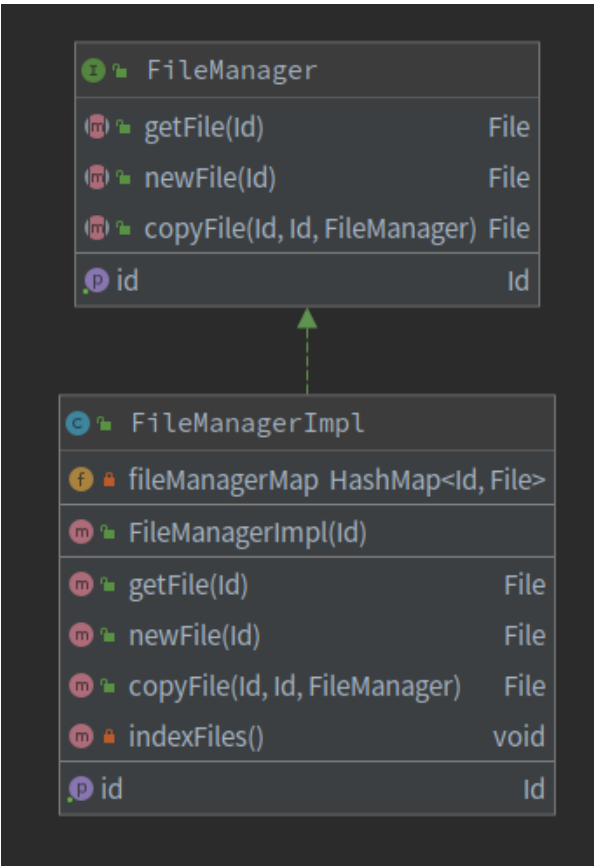 I FileManager
m getFile(Id) File
m newFile(Id) File
m copyFile(Id, Id, FileManager) File
p id Id
C FileManagerImpl
f fileManagerMap HashMap<Id, File>
m FileManagerImpl(Id)
m getFile(Id) File
m newFile(Id) File
m copyFile(Id, Id, FileManager) File
m indexFiles() void
p id Id